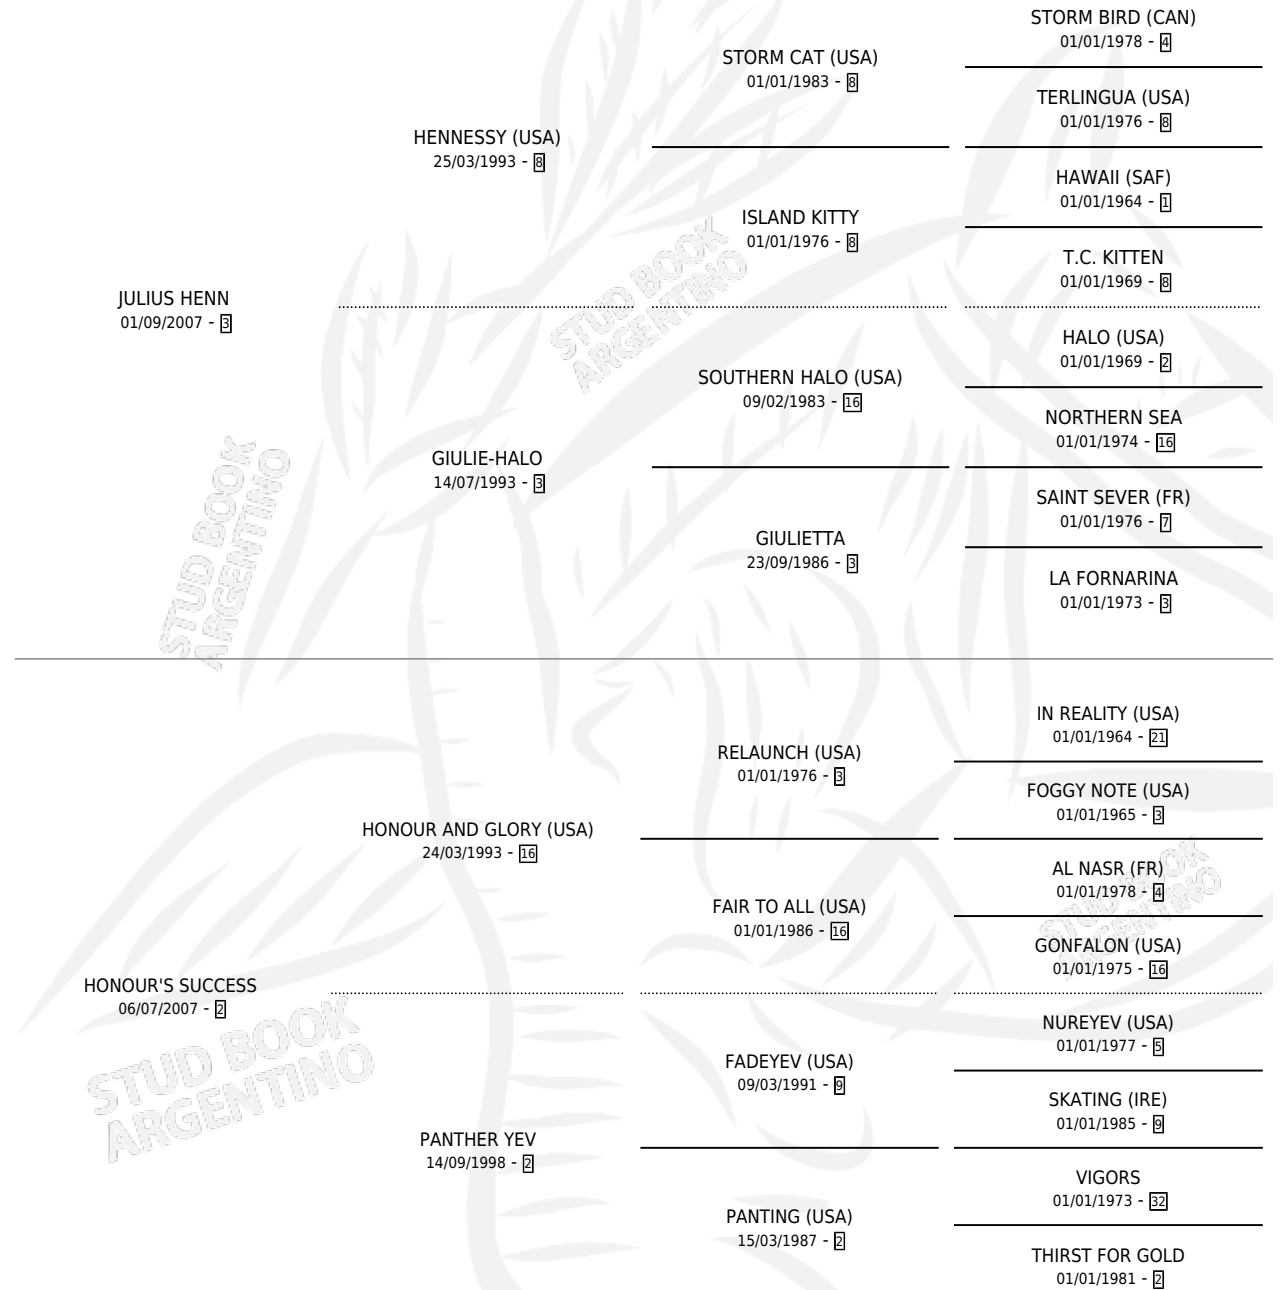 STORM BIRD (CAN)
01/01/1978 - 4
STORM CAT (USA)
01/01/1983 - 8
TERLINGUA (USA)
01/01/1976 - 8
HENNESSY (USA)
25/03/1993 - 8
HAWAII (SAF)
01/01/1964 - 1
ISLAND KITTY
01/01/1976 - 8
T.C. KITTEN
01/01/1969 - 8
JULIUS HENN
01/09/2007 - 3
STUD BOOK
ARGENTINO
HALO (USA)
01/01/1969 - 2
SOUTHERN HALO (USA)
09/02/1983 - 16
NORTHERN SEA
01/01/1974 - 16
GIULIE-HALO
14/07/1993 - 3
SAINT SEVER (FR)
01/01/1976 - 7
GIULIETTA
23/09/1986 - 3
LA FORNARINA
01/01/1973 - 3
STUD BOOK
ARGENTINO
IN REALITY (USA)
01/01/1964 - 21
RELAUNCH (USA)
01/01/1976 - 3
FOGGY NOTE (USA)
01/01/1965 - 3
HONOUR AND GLORY (USA)
24/03/1993 - 16
AL NASR (FR)
01/01/1978 - 4
FAIR TO ALL (USA)
01/01/1986 - 16
STUD BOOK
ARGENTINO
GONFALON (USA)
01/01/1975 - 16
HONOUR'S SUCCESS
06/07/2007 - 2
NUREYEV (USA)
01/01/1977 - 5
FADEYEV (USA)
09/03/1991 - 9
STUD BOOK
ARGENTINO
SKATING (IRE)
01/01/1985 - 9
PANTHER YEV
14/09/1998 - 2
VIGORS
01/01/1973 - 32
PANTING (USA)
15/03/1987 - 2
THIRST FOR GOLD
01/01/1981 - 2